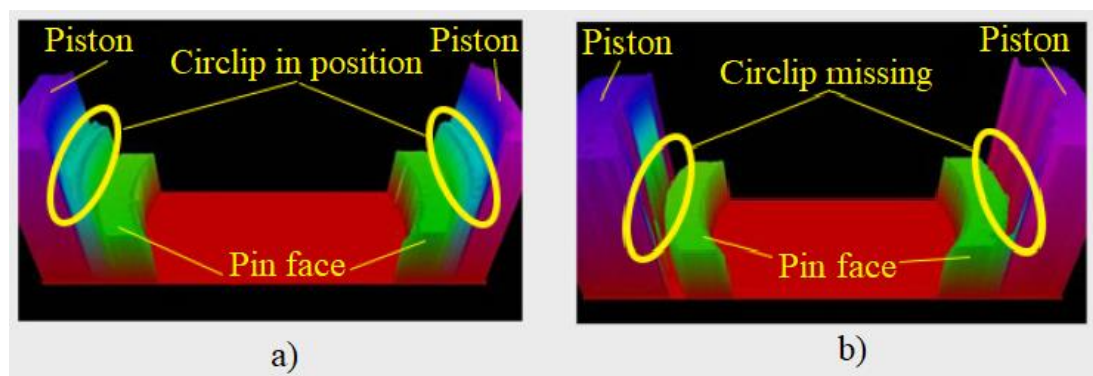 Piston
Piston
Circlip in position
Pin face
a)
Piston
Piston
Circlip missing
Pin face
b)